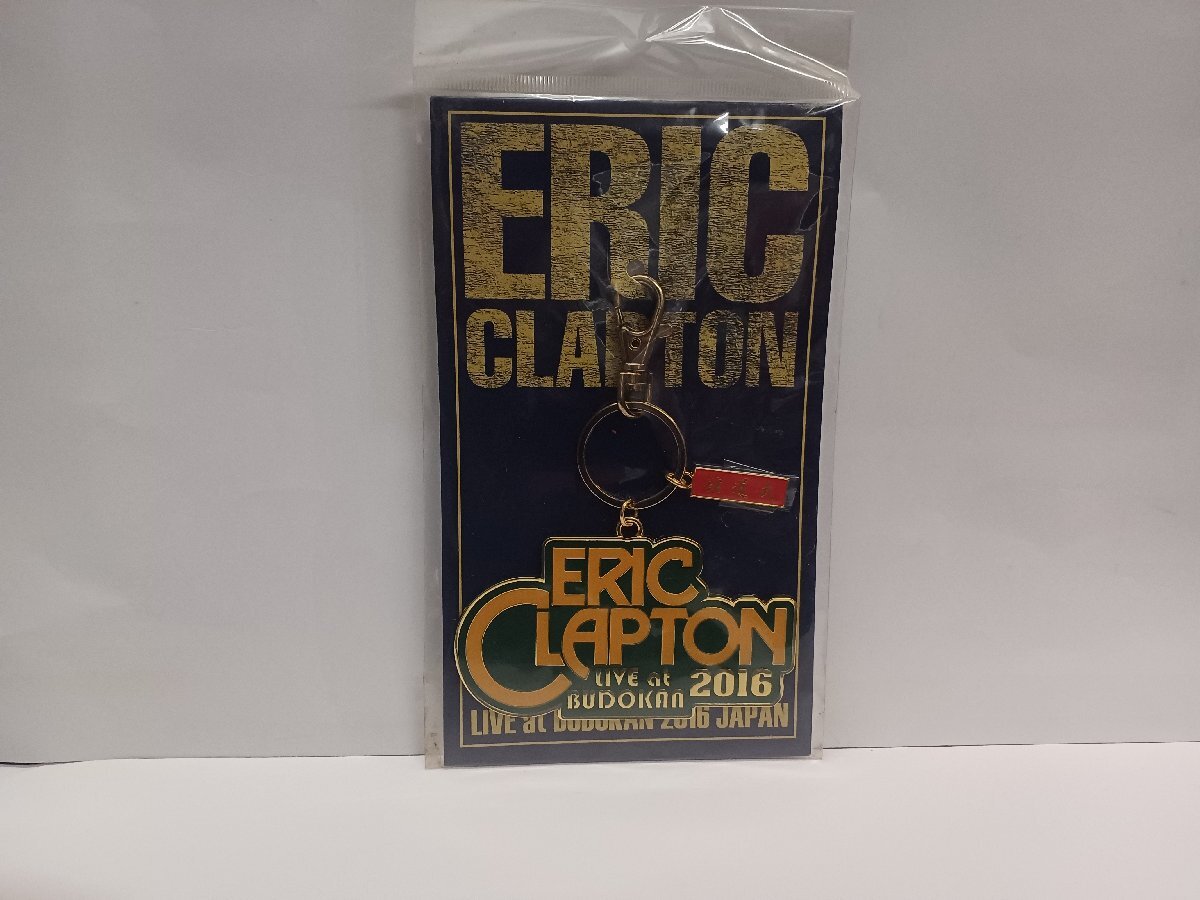 ERIC
CLAPTON
ERIC
CLAPTON
LIVE at
BUDOKAN 2016
LIVE at BUDOKAN 2016 JAPAN